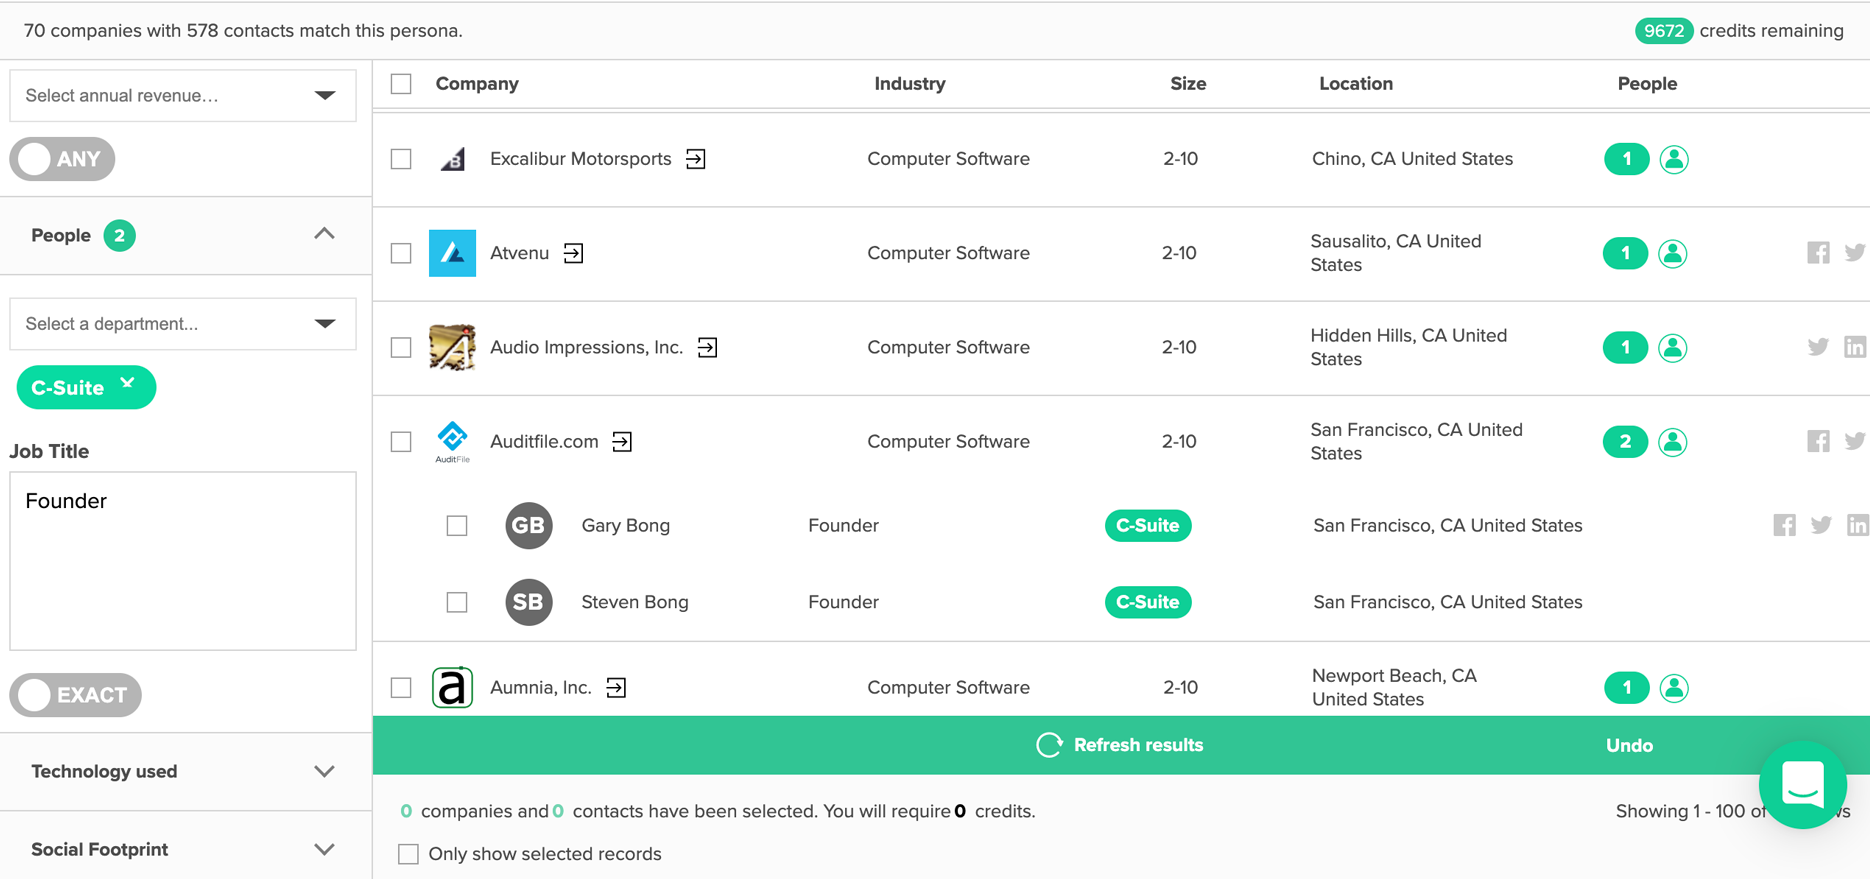 70 companies with 578 contacts match this persona.
9672 credits remaining
Select annual revenue...
ANY
People 2
Select a department...
C-Suite
Job Title
Founder
EXACT
Technology used
Social Footprint
Company Industry Size Location People
Excalibur Motorsports Computer Software 2-10 Chino, CA United States 1
Atvenu Computer Software 2-10 Sausalito, CA United
States 1
Audio Impressions, Inc. Computer Software 2-10 Hidden Hills, CA United
States 1
AuditFile
Auditfile.com Computer Software 2-10 San Francisco, CA United
States 2
GB Gary Bong Founder C-Suite San Francisco, CA United States
SB Steven Bong Founder C-Suite San Francisco, CA United States
a Aumnia, Inc. Computer Software 2-10 Newport Beach, CA
United States 1
Refresh results Undo
0 companies and 0 contacts have been selected. You will require 0 credits.
Showing 1 - 100 of
Only show selected records